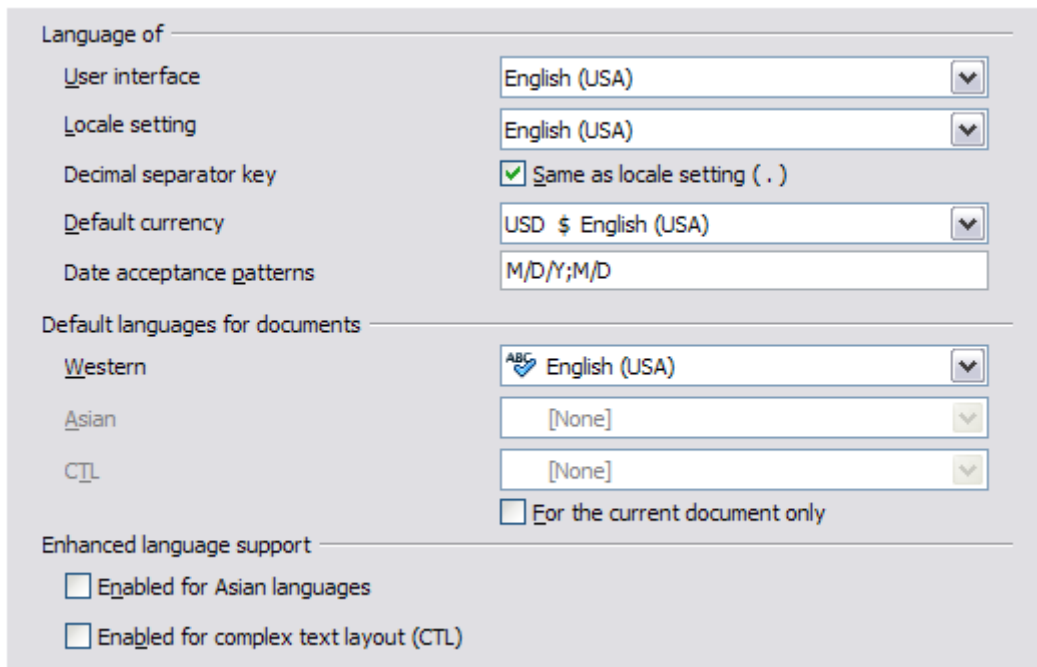 Language of
User interface English (USA)
Locale setting English (USA)
Decimal separator key Same as locale setting ( . )
Default currency USD $ English (USA)
Date acceptance patterns M/D/Y;M/D
Default languages for documents
Western ABC English (USA)
Asian [None]
CTL [None]
For the current document only
Enhanced language support
Enabled for Asian languages
Enabled for complex text layout (CTL)